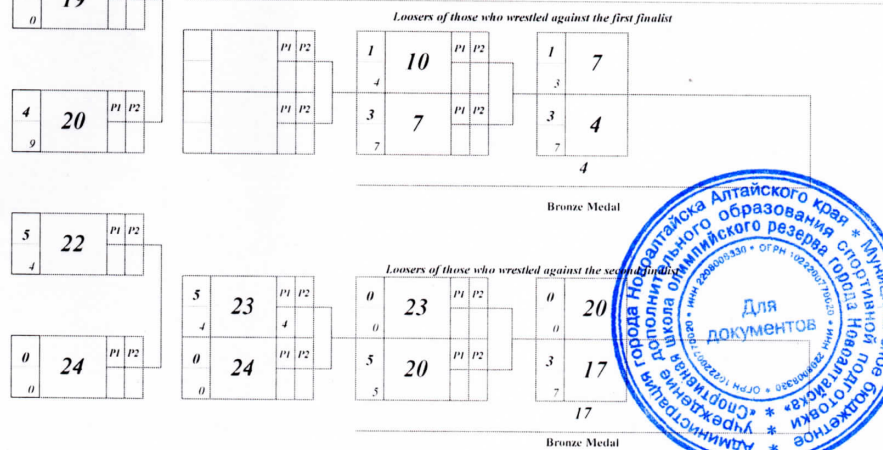 19
0
Loosers of those who wrestled against the first finalist
P1 P2
P1 P2
1 10 P1 P2
4
3 7 P1 P2
7
1 7
3
3 4
7
4
Bronze Medal
4 20 P1 P2
9
5 22 P1 P2
4
0 24 P1 P2
0
Loosers of those who wrestled against the second finalist
5 23 P1 P2
4 4
0 24 P1 P2
0
0 23 P1 P2
0
5 20 P1 P2
5
0 20
0
3 17
7
17
Bronze Medal
Администрация города Новоалтайска Алтайского края *
учреждение дополнительного образования спортивной подготовки
«Спортивная школа олимпийского резерва города Новоалтайска» *
бюджетное
Для
документов